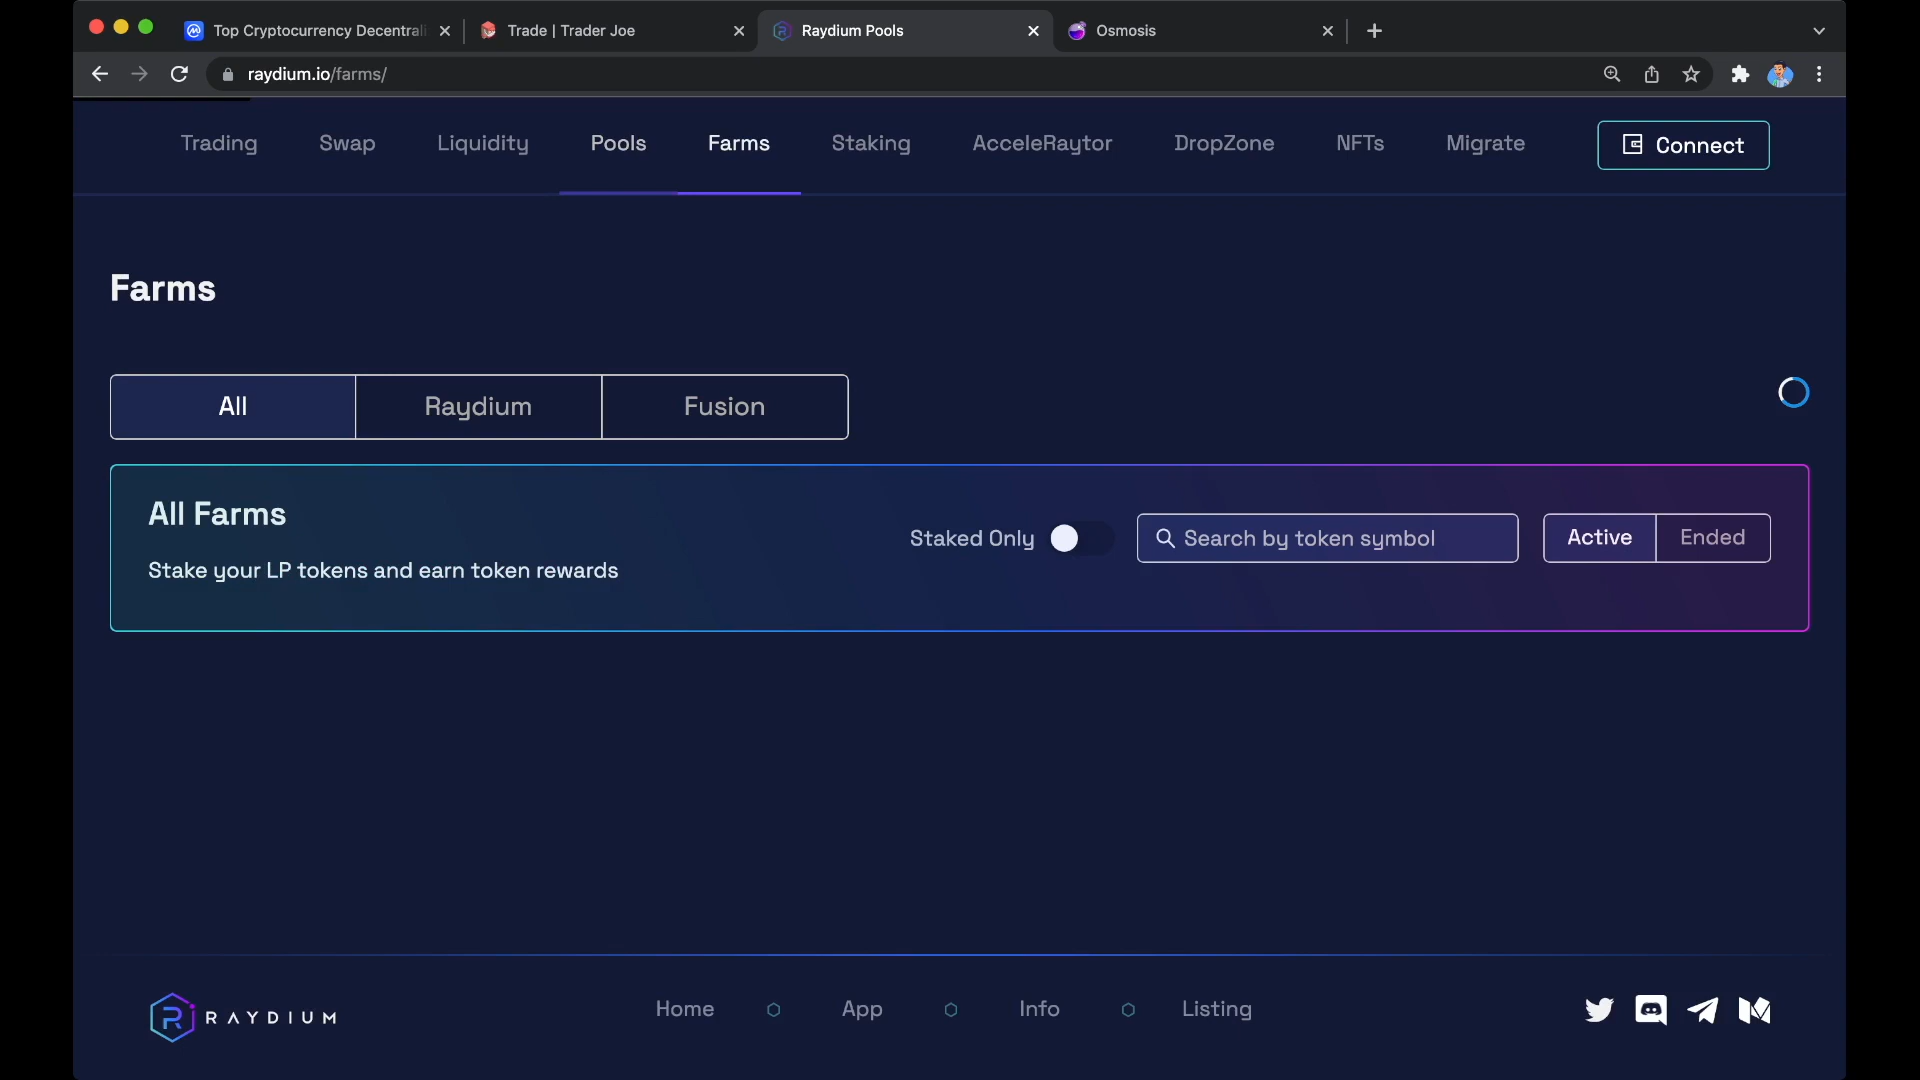 Top Cryptocurrency Decentrali
Trade | Trader Joe
Raydium Pools
Osmosis
raydium.io/farms/
Trading
Swap
Liquidity
Pools
Farms
Staking
AcceleRaytor
DropZone
NFTs
Migrate
Connect
Farms
All
Raydium
Fusion
All Farms
Stake your LP tokens and earn token rewards
Staked Only
Search by token symbol
Active
Ended
RAYDIUM
Home
App
Info
Listing